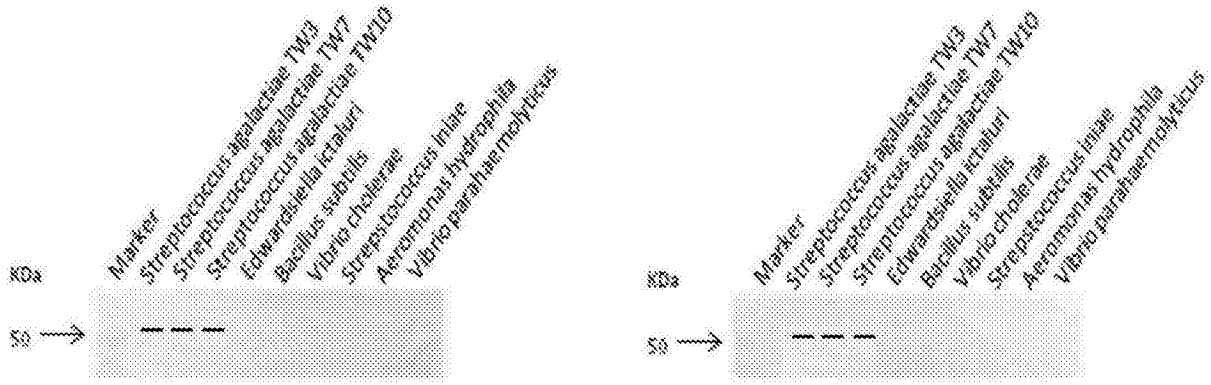 Marker
Streptococcus agalactiae TW3
Streptococcus agalactiae TW7
Streptococcus agalactiae TW10
Edwardsiella ictaluri
Bacillus subtilis
Vibrio cholerae
Strepstococcus iniae
Aeromonas hydrophila
Vibrio parahaemolyticus
KDa
50
Marker
Streptococcus agalactiae TW3
Streptococcus agalactiae TW7
Streptococcus agalactiae TW10
Edwardsiella ictaluri
Bacillus subtilis
Vibrio cholerae
Strepstococcus iniae
Aeromonas hydrophila
Vibrio parahaemolyticus
KDa
50